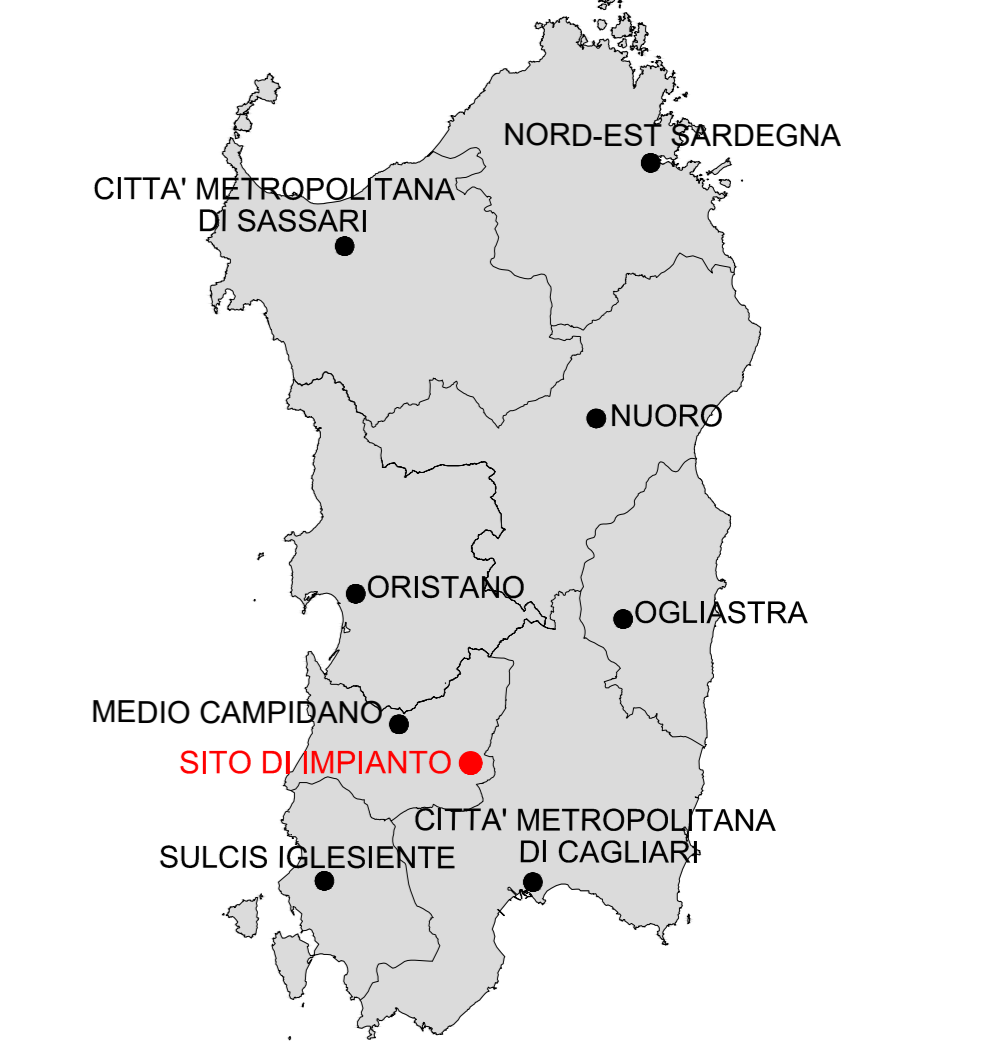 NORD-EST SARDEGNA
CITTA' METROPOLITANA
DI SASSARI
NUORO
ORISTANO
OGLIASTRA
MEDIO CAMPIDANO
SITO DI IMPIANTO
CITTA' METROPOLITANA
DI CAGLIARI
SULCIS IGLESIENTE